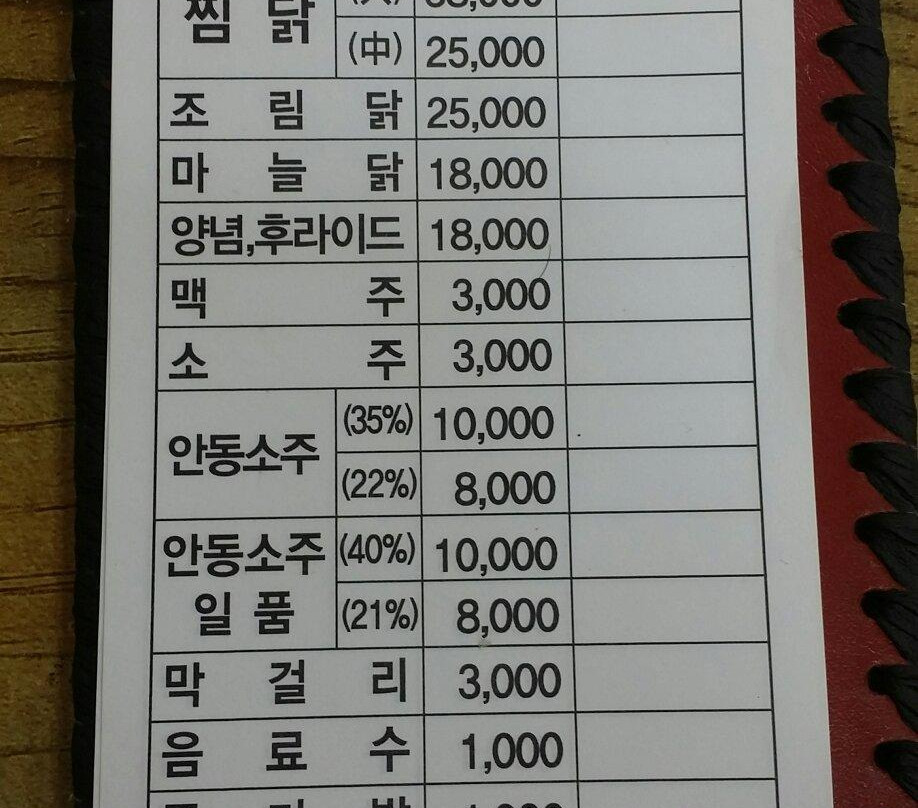 찜 닭
(中) 25,000
조 림 닭 25,000
마 늘 닭 18,000
양념,후라이드 18,000
맥 주 3,000
소 주 3,000
안동소주 (35%) 10,000
(22%) 8,000
안동소주 (40%) 10,000
일 품 (21%) 8,000
막 걸 리 3,000
음 료 수 1,000